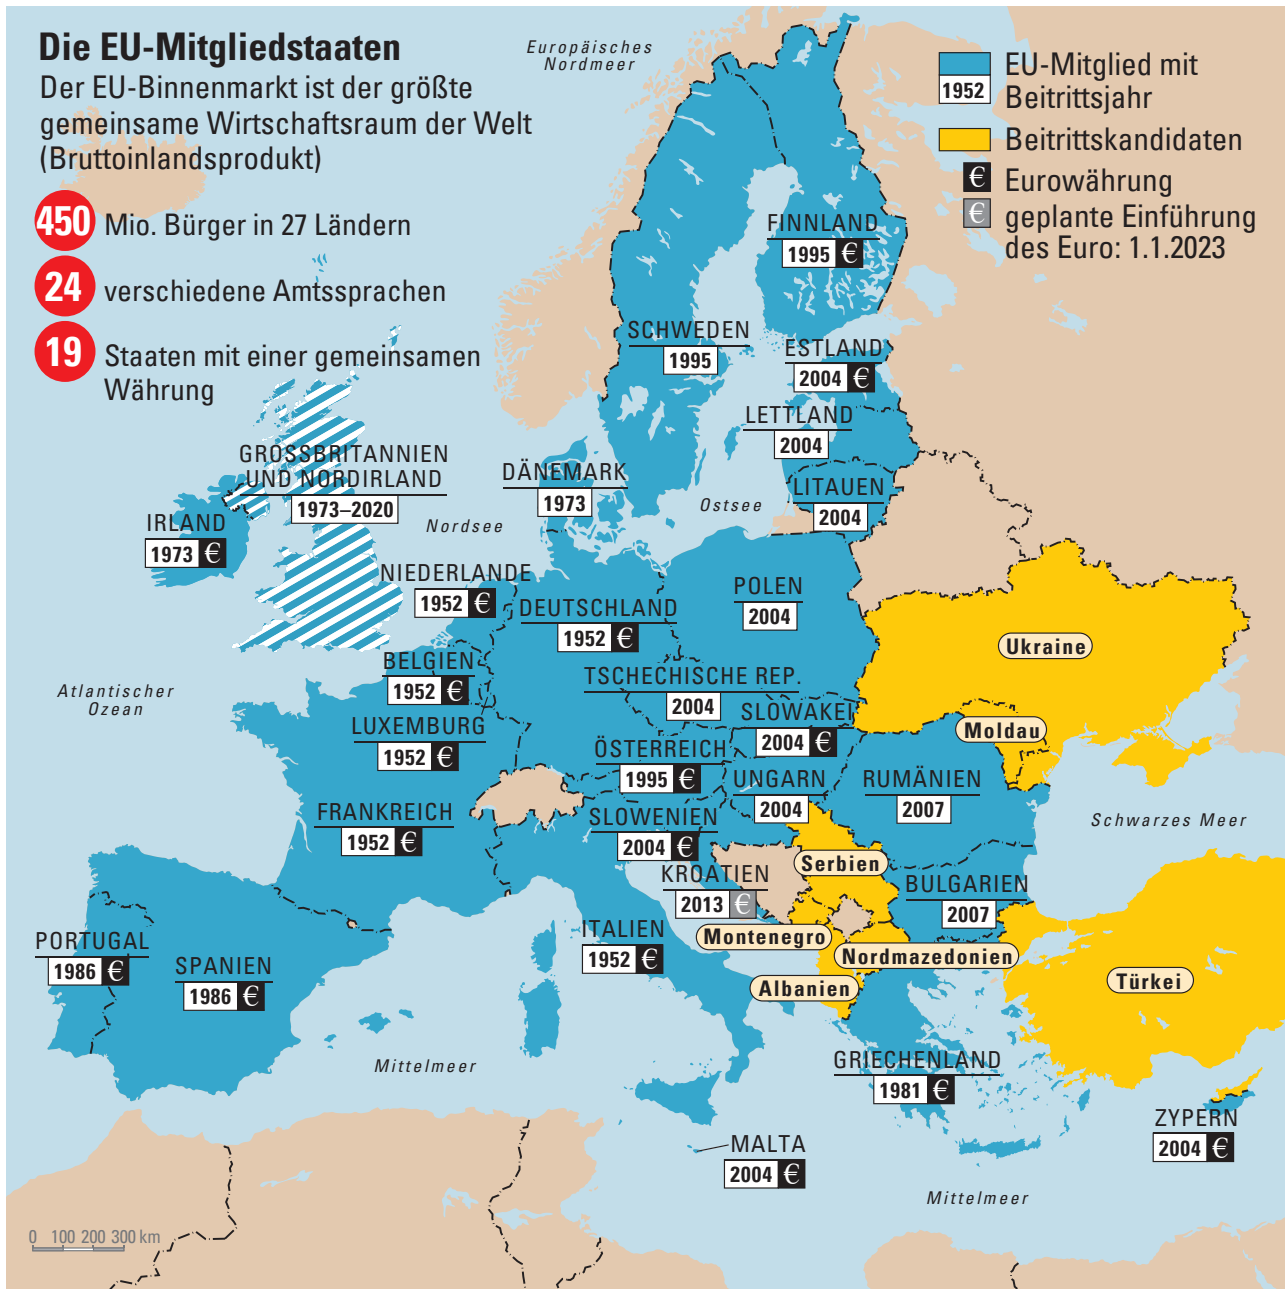 Die EU-Mitgliedstaaten
Der EU-Binnenmarkt ist der größte
gemeinsame Wirtschaftsraum der Welt
(Bruttoinlandsprodukt)
450 Mio. Bürger in 27 Ländern
24 verschiedene Amtssprachen
19 Staaten mit einer gemeinsamen
Währung
EU-Mitglied mit
1952 Beitrittsjahr
Beitrittskandidaten
€ Eurowährung
€ geplante Einführung
des Euro: 1.1.2023
Europäisches
Nordmeer
FINNLAND
1995 €
SCHWEDEN
1995
ESTLAND
2004 €
LETTLAND
2004
LITAUEN
2004
GROSSBRITANNIEN
UND NORDIRLAND
1973–2020
DÄNEMARK
1973
IRLAND
1973 €
Nordsee
Ostsee
NIEDERLANDE
1952 €
DEUTSCHLAND
1952 €
POLEN
2004
Ukraine
BELGIEN
1952 €
TSCHECHISCHE REP.
2004
Atlantischer
Ozean
LUXEMBURG
1952 €
SLOWAKEI
2004 €
Moldau
ÖSTERREICH
1995 €
UNGARN
2004
RUMÄNIEN
2007
FRANKREICH
1952 €
SLOWENIEN
2004 €
Schwarzes Meer
Serbien
KROATIEN
2013 €
BULGARIEN
2007
PORTUGAL
1986 €
SPANIEN
1986 €
ITALIEN
1952 €
Montenegro
Nordmazedonien
Albanien
Türkei
Mittelmeer
GRIECHENLAND
1981 €
ZYPERN
2004 €
MALTA
2004 €
Mittelmeer
0 100 200 300 km